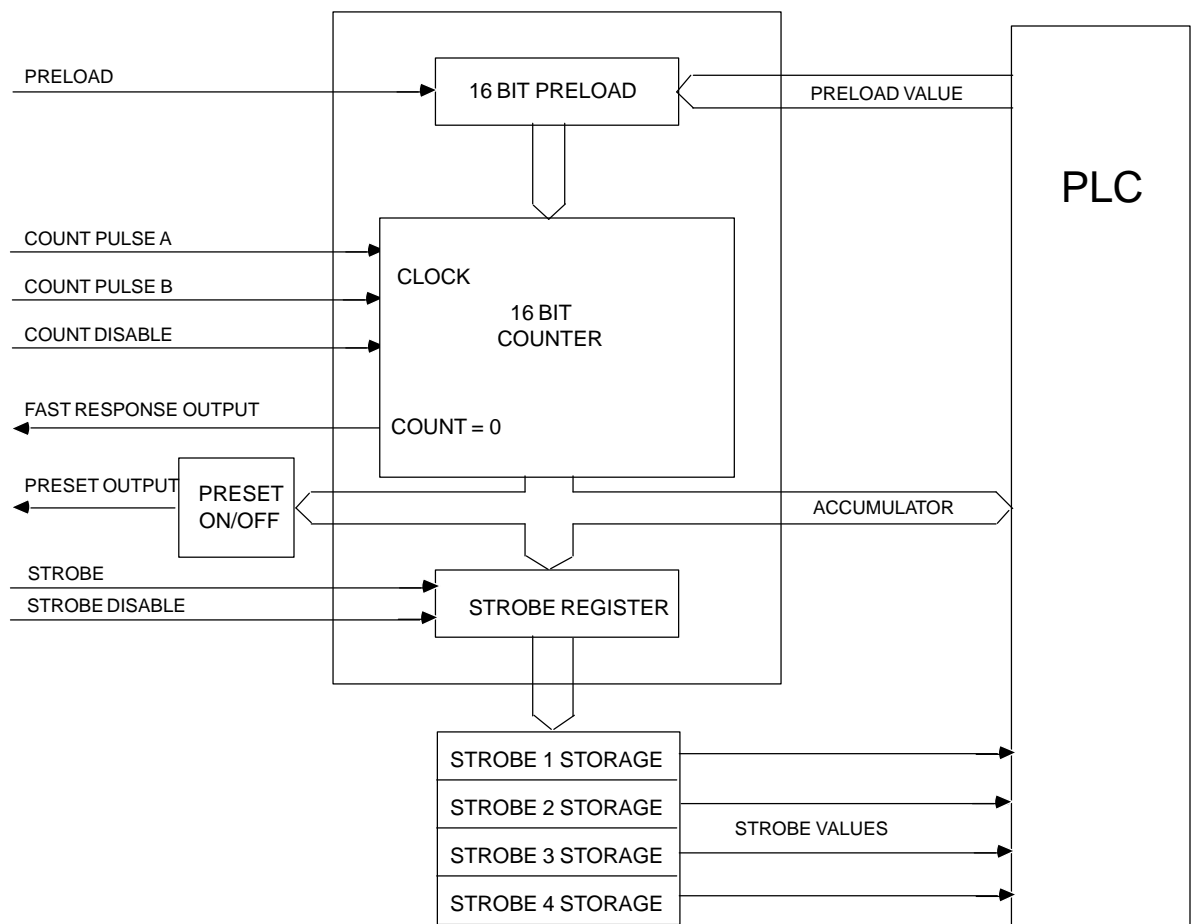 PRELOAD
16 BIT PRELOAD
PRELOAD VALUE
PLC
COUNT PULSE A
CLOCK
COUNT PULSE B
16 BIT
COUNTER
COUNT DISABLE
FAST RESPONSE OUTPUT
COUNT = 0
PRESET OUTPUT
PRESET
ON/OFF
ACCUMULATOR
STROBE
STROBE DISABLE
STROBE REGISTER
STROBE 1 STORAGE
STROBE 2 STORAGE
STROBE VALUES
STROBE 3 STORAGE
STROBE 4 STORAGE